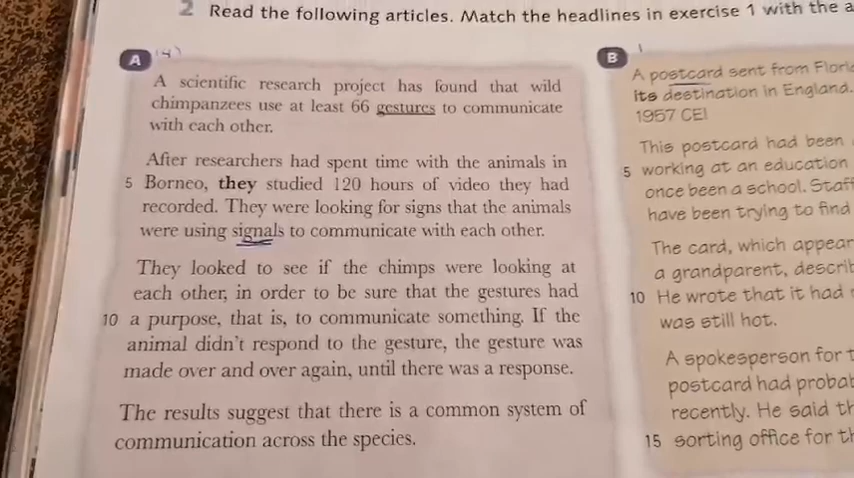 2 Read the following articles. Match the headlines in exercise 1 with the
A (4)
A scientific research project has found that wild
chimpanzees use at least 66 gestures to communicate
with each other.
After researchers had spent time with the animals in
5 Borneo, they studied 120 hours of video they had
recorded. They were looking for signs that the animals
were using signals to communicate with each other.
They looked to see if the chimps were looking at
each other, in order to be sure that the gestures had
10 a purpose, that is, to communicate something. If the
animal didn't respond to the gesture, the gesture was
made over and over again, until there was a response.
The results suggest that there is a common system of
communication across the species.
B 1
A postcard sent from
its destination in England.
1957 CE!
This postcard had been
5 working at an education
once been a school.
have been trying to find
The card, which
a grandparent,
10 He wrote that it had
was still hot.
A spokesperson for
postcard had
recently. He said
15 sorting office for